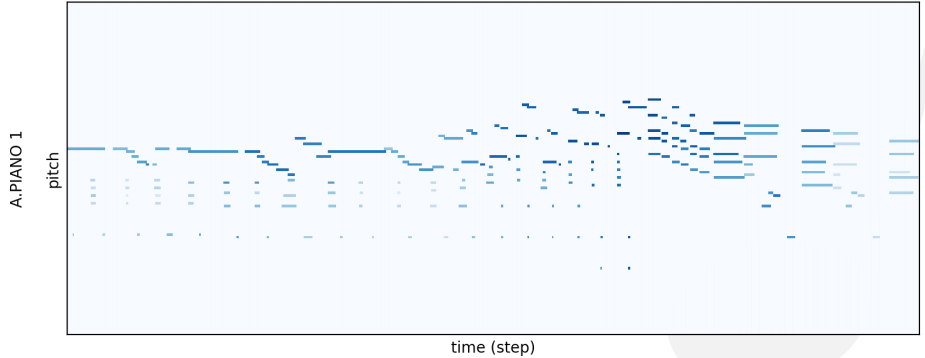 A.PIANO 1
pitch
time (step)